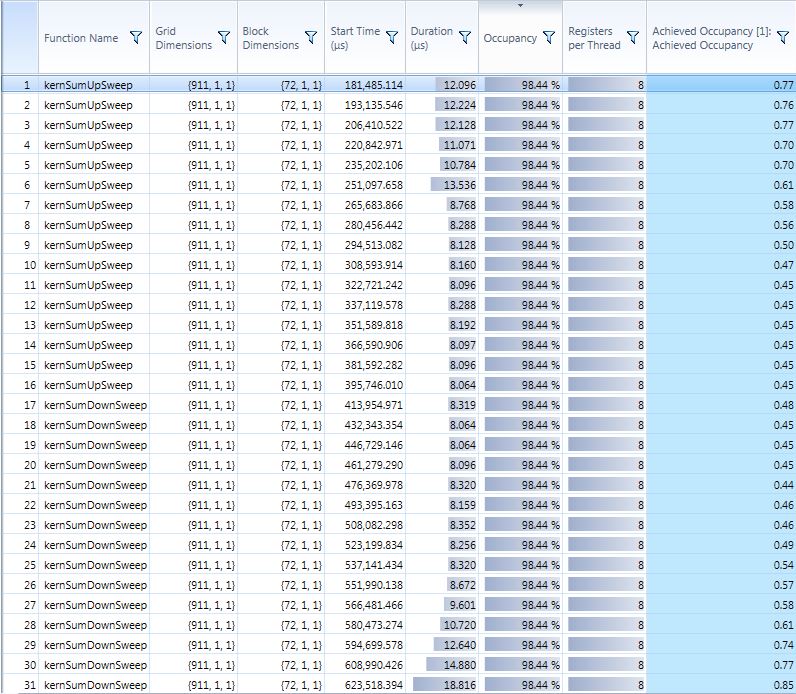 Function Name Grid Dimensions Block Dimensions Start Time (µs) Duration (µs) Occupancy Registers per Thread Achieved Occupancy [1]: Achieved Occupancy
1 kernSumUpSweep {911, 1, 1} {72, 1, 1} 181,485.114 12.096 98.44 % 8 0.77
2 kernSumUpSweep {911, 1, 1} {72, 1, 1} 193,135.546 12.224 98.44 % 8 0.76
3 kernSumUpSweep {911, 1, 1} {72, 1, 1} 206,410.522 12.128 98.44 % 8 0.77
4 kernSumUpSweep {911, 1, 1} {72, 1, 1} 220,842.971 11.071 98.44 % 8 0.70
5 kernSumUpSweep {911, 1, 1} {72, 1, 1} 235,202.106 10.784 98.44 % 8 0.70
6 kernSumUpSweep {911, 1, 1} {72, 1, 1} 251,097.658 13.536 98.44 % 8 0.61
7 kernSumUpSweep {911, 1, 1} {72, 1, 1} 265,683.866 8.768 98.44 % 8 0.58
8 kernSumUpSweep {911, 1, 1} {72, 1, 1} 280,456.442 8.288 98.44 % 8 0.56
9 kernSumUpSweep {911, 1, 1} {72, 1, 1} 294,513.082 8.128 98.44 % 8 0.50
10 kernSumUpSweep {911, 1, 1} {72, 1, 1} 308,593.914 8.160 98.44 % 8 0.47
11 kernSumUpSweep {911, 1, 1} {72, 1, 1} 322,721.242 8.096 98.44 % 8 0.45
12 kernSumUpSweep {911, 1, 1} {72, 1, 1} 337,119.578 8.288 98.44 % 8 0.45
13 kernSumUpSweep {911, 1, 1} {72, 1, 1} 351,589.818 8.192 98.44 % 8 0.45
14 kernSumUpSweep {911, 1, 1} {72, 1, 1} 366,590.906 8.097 98.44 % 8 0.45
15 kernSumUpSweep {911, 1, 1} {72, 1, 1} 381,592.282 8.096 98.44 % 8 0.45
16 kernSumUpSweep {911, 1, 1} {72, 1, 1} 395,746.010 8.064 98.44 % 8 0.45
17 kernSumDownSweep {911, 1, 1} {72, 1, 1} 413,954.971 8.319 98.44 % 8 0.48
18 kernSumDownSweep {911, 1, 1} {72, 1, 1} 432,343.354 8.064 98.44 % 8 0.45
19 kernSumDownSweep {911, 1, 1} {72, 1, 1} 446,729.146 8.064 98.44 % 8 0.45
20 kernSumDownSweep {911, 1, 1} {72, 1, 1} 461,279.290 8.096 98.44 % 8 0.45
21 kernSumDownSweep {911, 1, 1} {72, 1, 1} 476,369.978 8.320 98.44 % 8 0.44
22 kernSumDownSweep {911, 1, 1} {72, 1, 1} 493,395.163 8.159 98.44 % 8 0.46
23 kernSumDownSweep {911, 1, 1} {72, 1, 1} 508,082.298 8.352 98.44 % 8 0.46
24 kernSumDownSweep {911, 1, 1} {72, 1, 1} 523,199.834 8.256 98.44 % 8 0.49
25 kernSumDownSweep {911, 1, 1} {72, 1, 1} 537,141.434 8.320 98.44 % 8 0.54
26 kernSumDownSweep {911, 1, 1} {72, 1, 1} 551,990.138 8.672 98.44 % 8 0.57
27 kernSumDownSweep {911, 1, 1} {72, 1, 1} 566,481.466 9.601 98.44 % 8 0.58
28 kernSumDownSweep {911, 1, 1} {72, 1, 1} 580,473.274 10.720 98.44 % 8 0.61
29 kernSumDownSweep {911, 1, 1} {72, 1, 1} 594,699.578 12.640 98.44 % 8 0.74
30 kernSumDownSweep {911, 1, 1} {72, 1, 1} 608,990.426 14.880 98.44 % 8 0.77
31 kernSumDownSweep {911, 1, 1} {72, 1, 1} 623,518.394 18.816 98.44 % 8 0.85